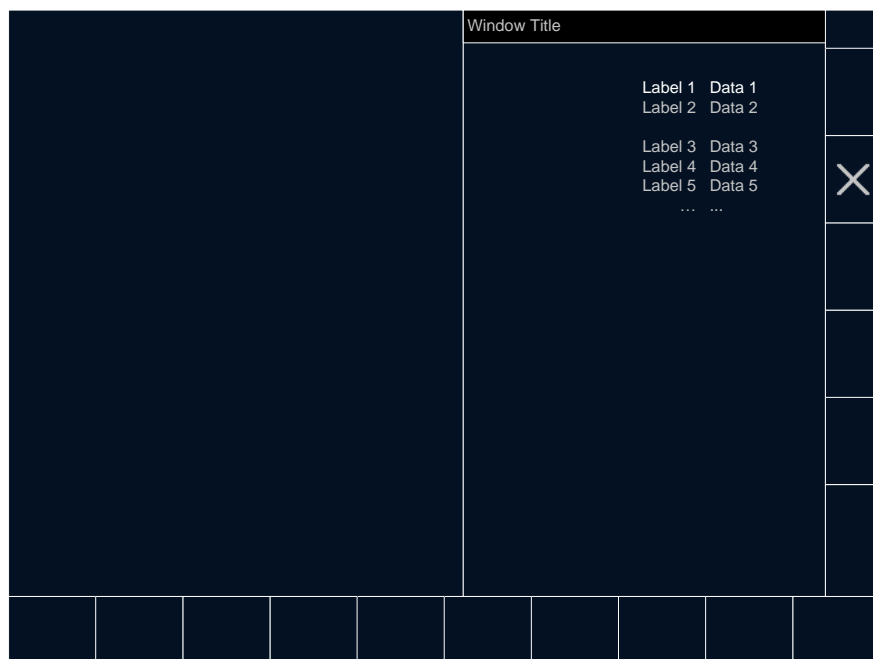 Window Title
Label 1 Data 1
Label 2 Data 2
Label 3 Data 3
Label 4 Data 4
Label 5 Data 5
… ...